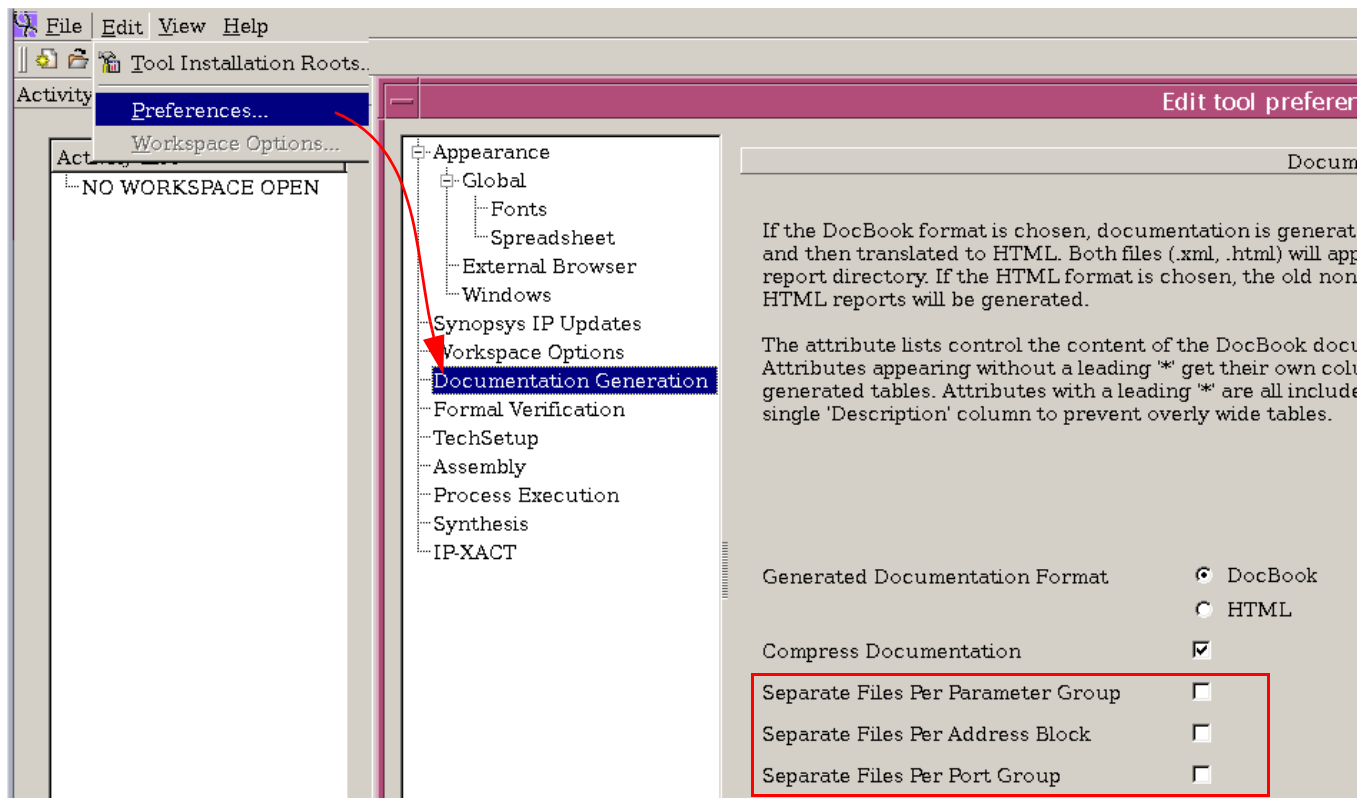 File Edit View Help
Tool Installation Roots..
Activity
Preferences...
Workspace Options...
NO WORKSPACE OPEN
Edit tool preferen
Appearance
Global
Fonts
Spreadsheet
External Browser
Windows
Synopsys IP Updates
Workspace Options
Documentation Generation
Formal Verification
TechSetup
Assembly
Process Execution
Synthesis
IP-XACT
Docum
If the DocBook format is chosen, documentation is generat
and then translated to HTML. Both files (.xml, .html) will app
report directory. If the HTML format is chosen, the old non
HTML reports will be generated.
The attribute lists control the content of the DocBook docu
Attributes appearing without a leading '*' get their own colu
generated tables. Attributes with a leading '*' are all include
single 'Description' column to prevent overly wide tables.
Generated Documentation Format
DocBook
HTML
Compress Documentation
Separate Files Per Parameter Group
Separate Files Per Address Block
Separate Files Per Port Group